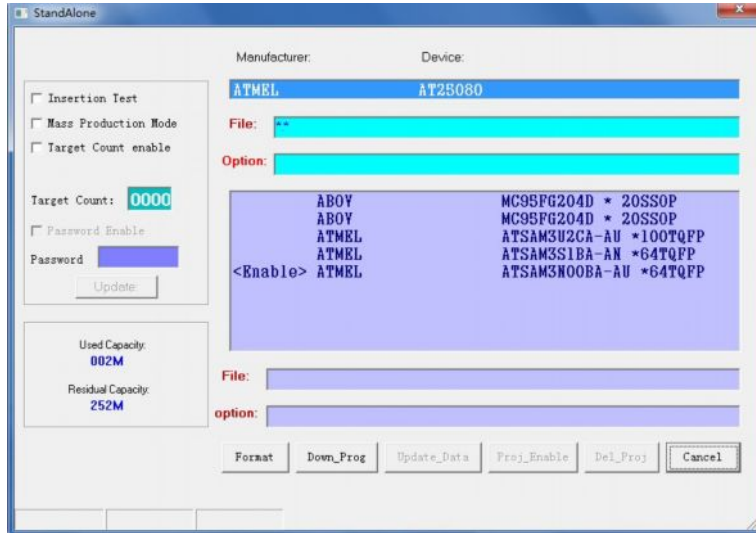 StandAlone
Manufacturer: Device:
ATMEL AT25080
File: **
Option:
Insertion Test
Mass Production Mode
Target Count enable
Target Count: 0000
Password Enable
Password
Update
Used Capacity:
002M
Residual Capacity:
252M
ABOV MC95FG204D * 20SSOP
ABOV MC95FG204D * 20SSOP
ATMEL ATSAM3U2CA-AU *100TQFP
ATMEL ATSAM3S1BA-AN *64TQFP
<Enable> ATMEL ATSAM3N00BA-AU *64TQFP
File:
option:
Format Down_Prog Update_Data Proj_Enable Del_Proj Cancel